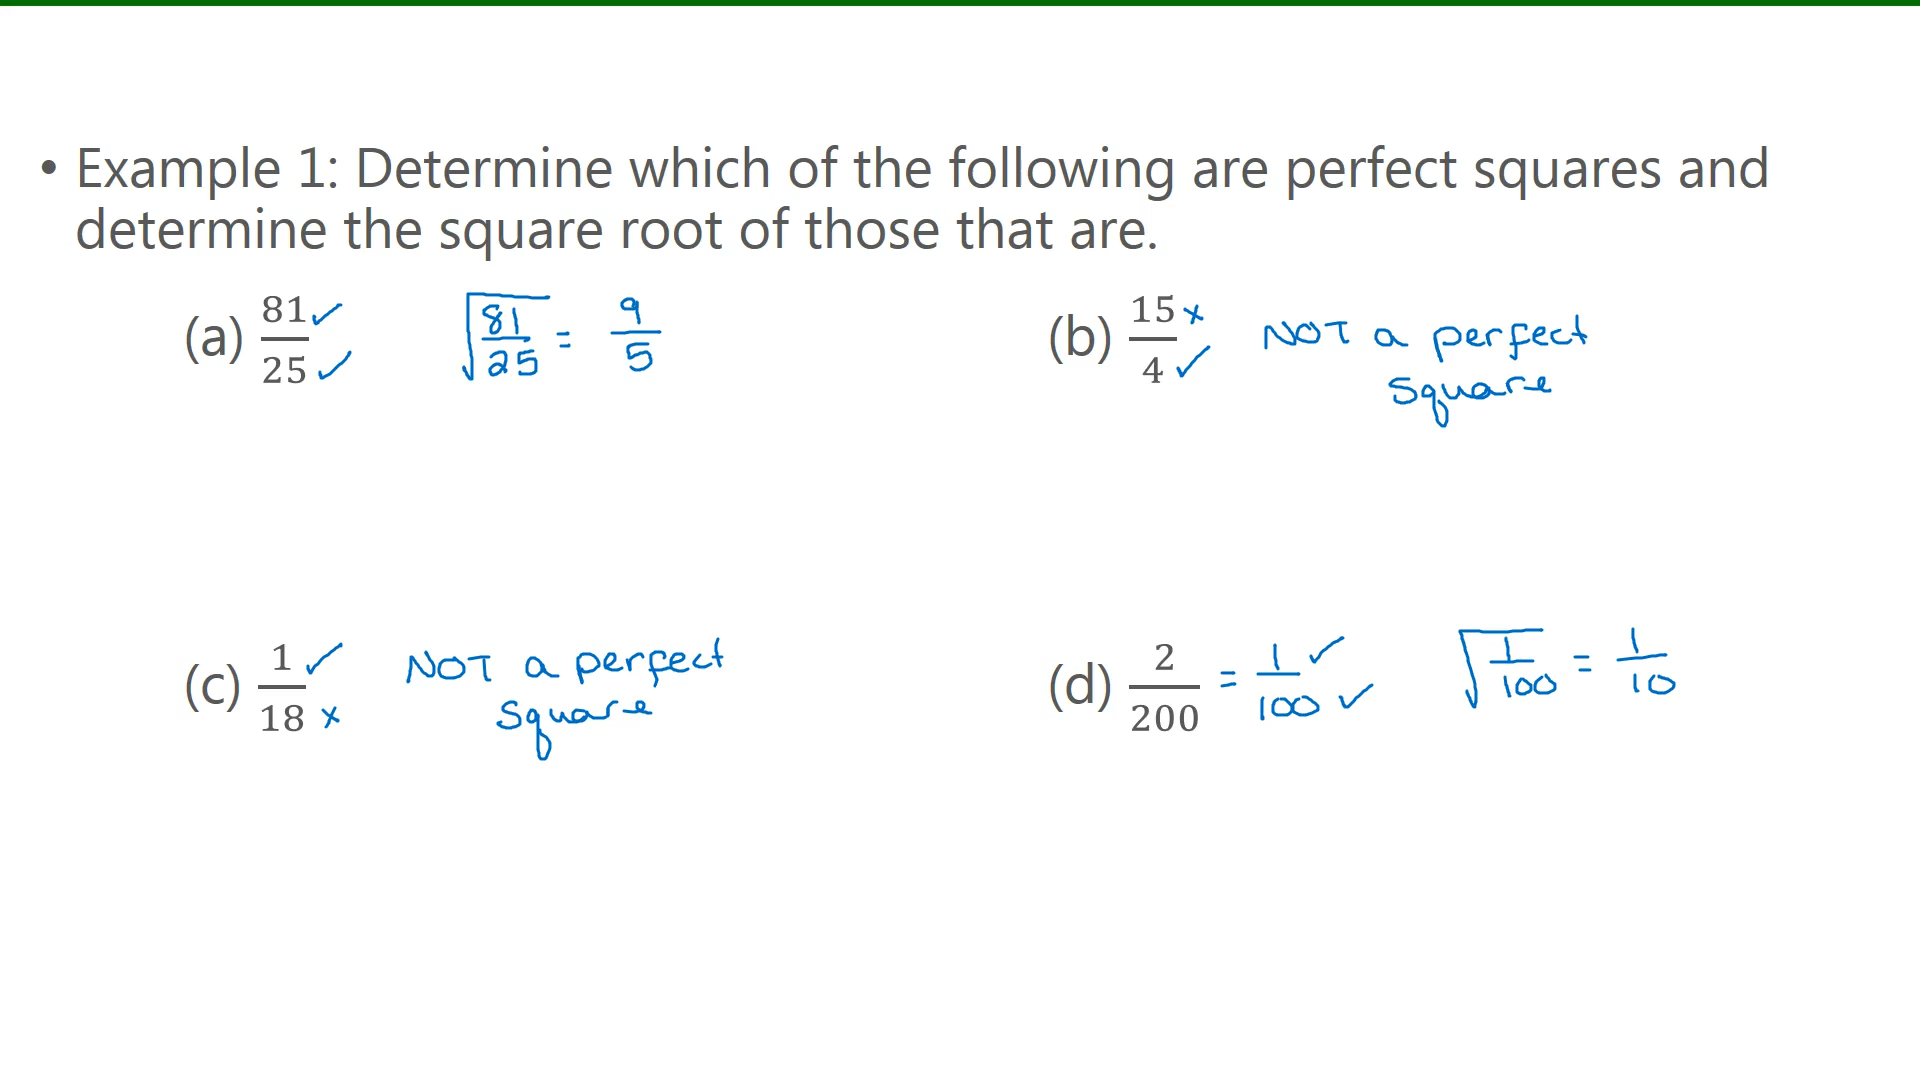 • Example 1: Determine which of the following are perfect squares and
determine the square root of those that are.
(a) 81/25 ✓ ✓ √(81/25) = 9/5
(b) 15/4 x ✓ NOT a perfect
square
(c) 1/18 ✓ x NOT a perfect
square
(d) 2/200 = 1/100 ✓ ✓ √(1/100) = 1/10